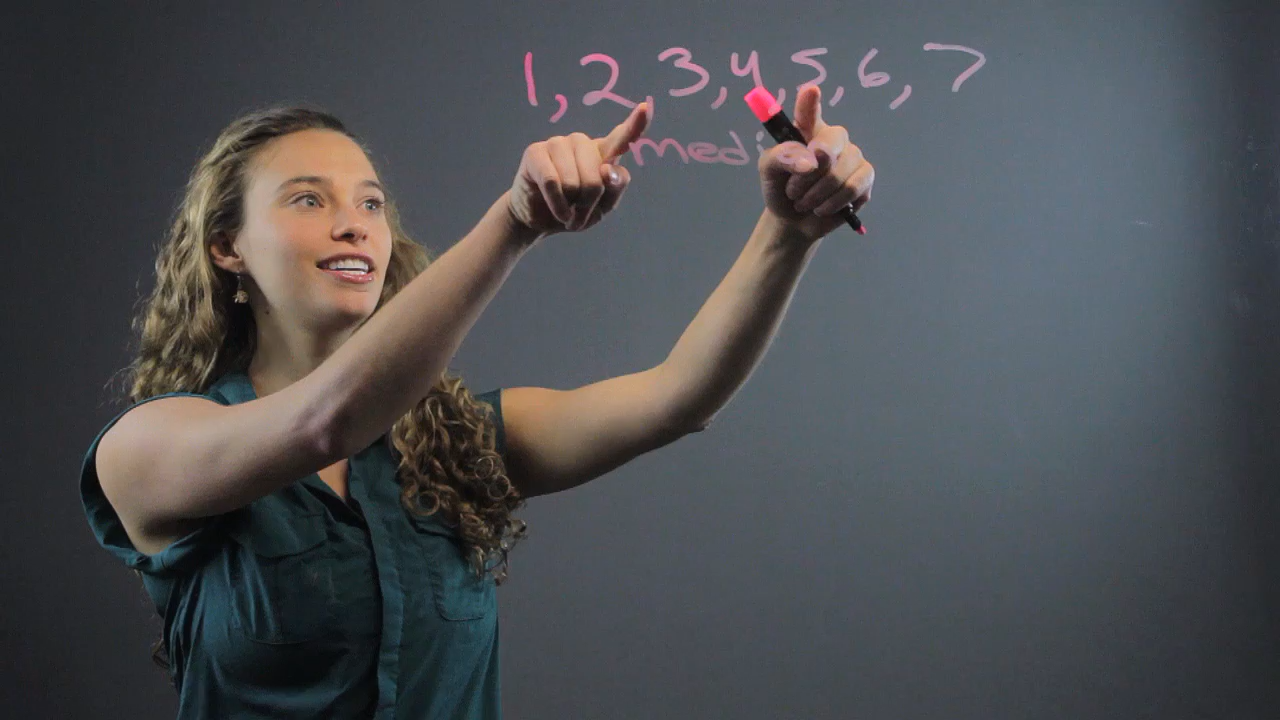 1, 2, 3, 4, 5, 6, 7